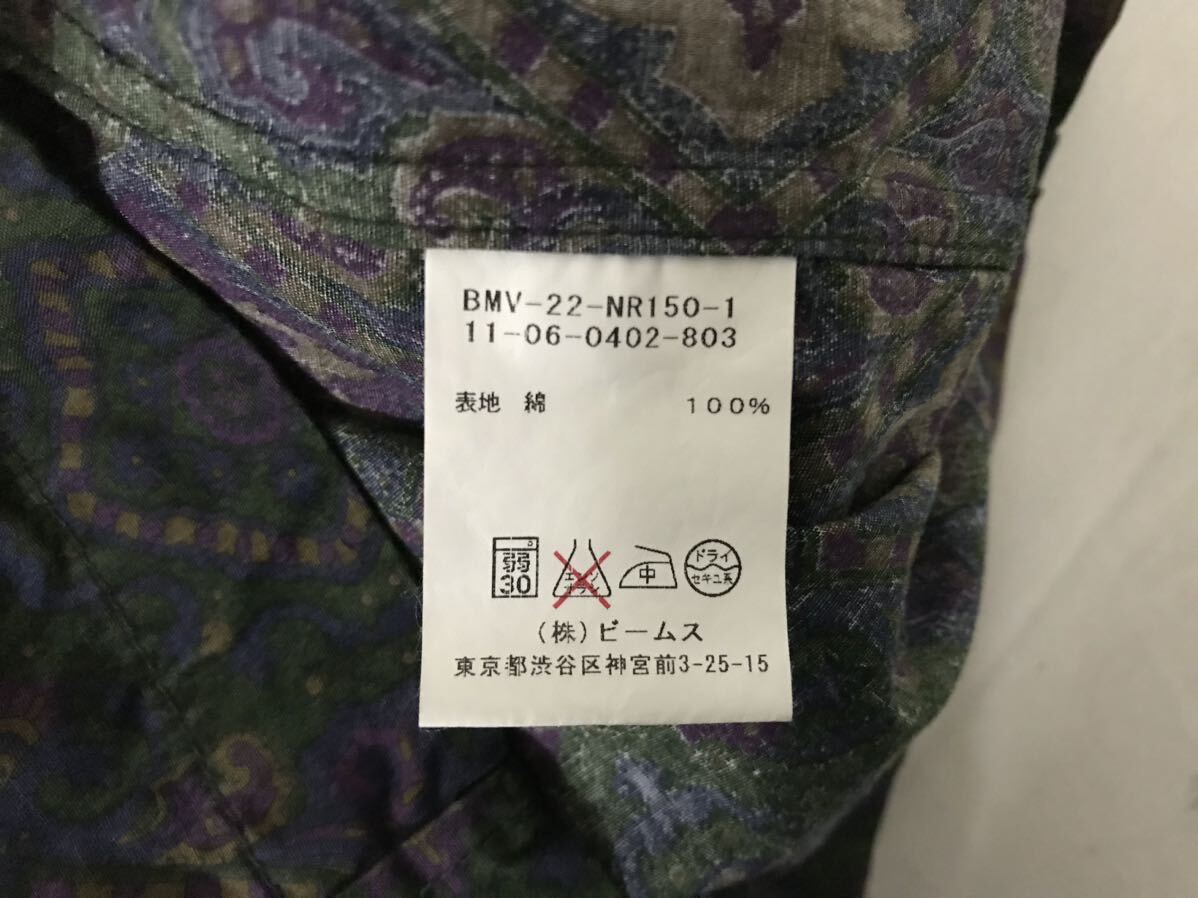 BMV-22-NR150-1
11-06-0402-803
表地 綿 100%
弱
30
エンソ
サラシ
中
ドライ
セキユ系
(株)ビームス
東京都渋谷区神宮前3-25-15